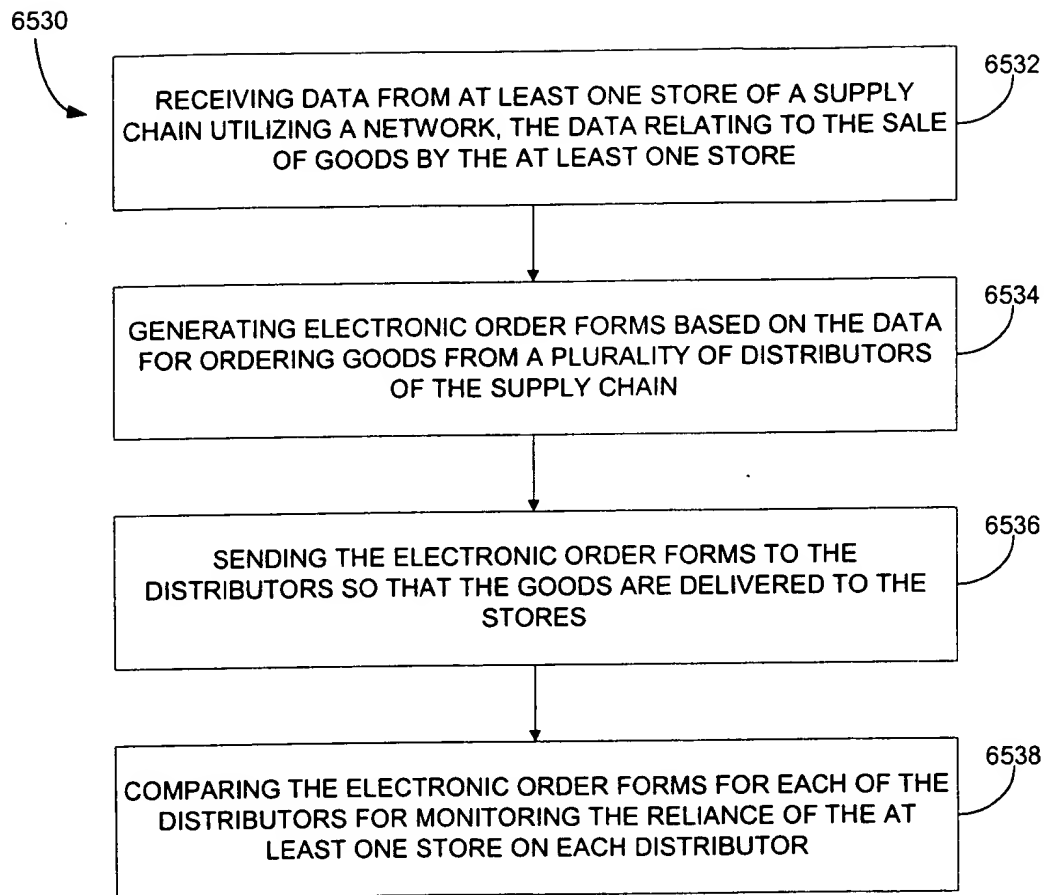 6530
6532
RECEIVING DATA FROM AT LEAST ONE STORE OF A SUPPLY
CHAIN UTILIZING A NETWORK, THE DATA RELATING TO THE SALE
OF GOODS BY THE AT LEAST ONE STORE
6534
GENERATING ELECTRONIC ORDER FORMS BASED ON THE DATA
FOR ORDERING GOODS FROM A PLURALITY OF DISTRIBUTORS
OF THE SUPPLY CHAIN
6536
SENDING THE ELECTRONIC ORDER FORMS TO THE
DISTRIBUTORS SO THAT THE GOODS ARE DELIVERED TO THE
STORES
6538
COMPARING THE ELECTRONIC ORDER FORMS FOR EACH OF THE
DISTRIBUTORS FOR MONITORING THE RELIANCE OF THE AT
LEAST ONE STORE ON EACH DISTRIBUTOR